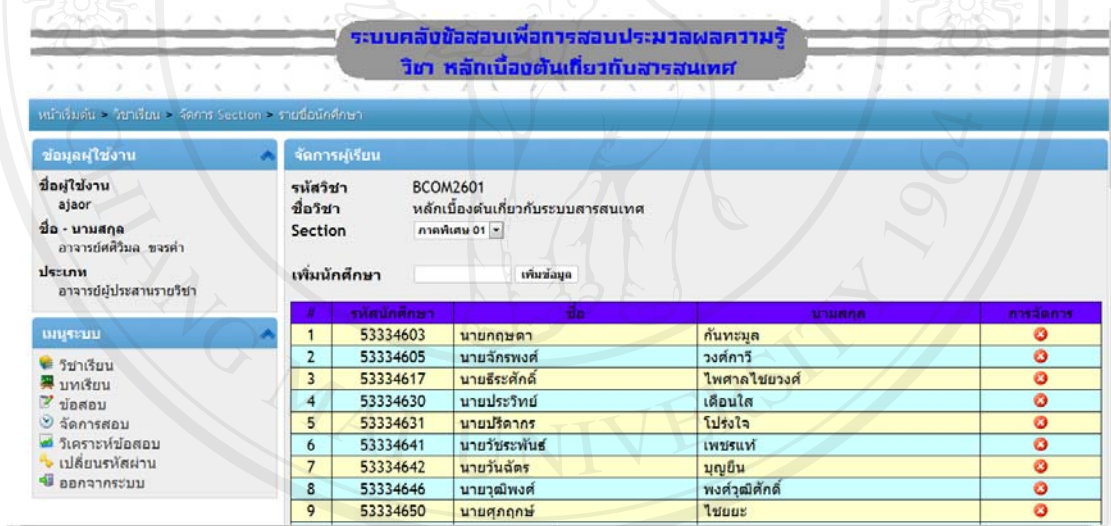 ระบบคลังข้อสอบเพื่อการสอบประมวลผลความรู้
วิชา หลักเบื้องต้นเกี่ยวกับสารสนเทศ
หน้าเริ่มต้น > วิชาเรียน > จัดการ Section > รายชื่อนักศึกษา
ข้อมูลผู้ใช้งาน
ชื่อผู้ใช้งาน
ajaor
ชื่อ - นามสกุล
อาจารย์ศศิวิมล ขจรคำ
ประเภท
อาจารย์ผู้ประสานรายวิชา
เมนูระบบ
วิชาเรียน
บทเรียน
ข้อสอบ
จัดการสอบ
วิเคราะห์ข้อสอบ
เปลี่ยนรหัสผ่าน
ออกจากระบบ
จัดการผู้เรียน
รหัสวิชา BCOM2601
ชื่อวิชา หลักเบื้องต้นเกี่ยวกับระบบสารสนเทศ
Section ภาคพิเศษ 01
เพิ่มนักศึกษา เพิ่มข้อมูล
# รหัสนักศึกษา ชื่อ นามสกุล การจัดการ
1 53334603 นายกฤษดา กันทะมูล
2 53334605 นายจักรพงศ์ วงศ์กาวี
3 53334617 นายธีระศักดิ์ ไพศาลไชยวงศ์
4 53334630 นายประวิทย์ เดือนใส
5 53334631 นายปริดากร โปร่งใจ
6 53334641 นายวัชระพันธ์ เพชรแท้
7 53334642 นายวันฉัตร บุญยืน
8 53334646 นายวุฒิพงศ์ พงศ์วุฒิศักดิ์
9 53334650 นายศุภฤกษ์ ไชยยะ
CHIANG MAI UNIVERSITY 1964